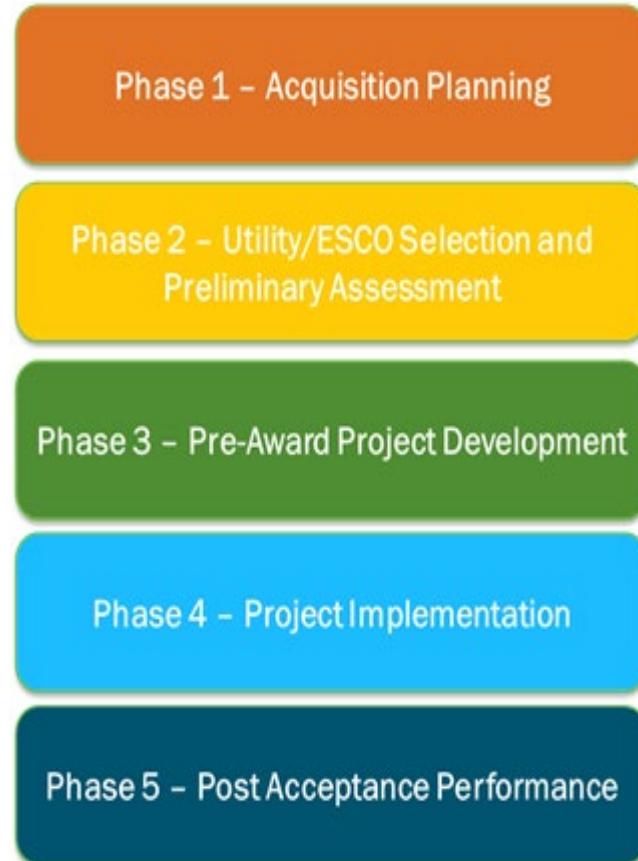 Phase 1 – Acquisition Planning
Phase 2 – Utility/ESCO Selection and
Preliminary Assessment
Phase 3 – Pre-Award Project Development
Phase 4 – Project Implementation
Phase 5 – Post Acceptance Performance